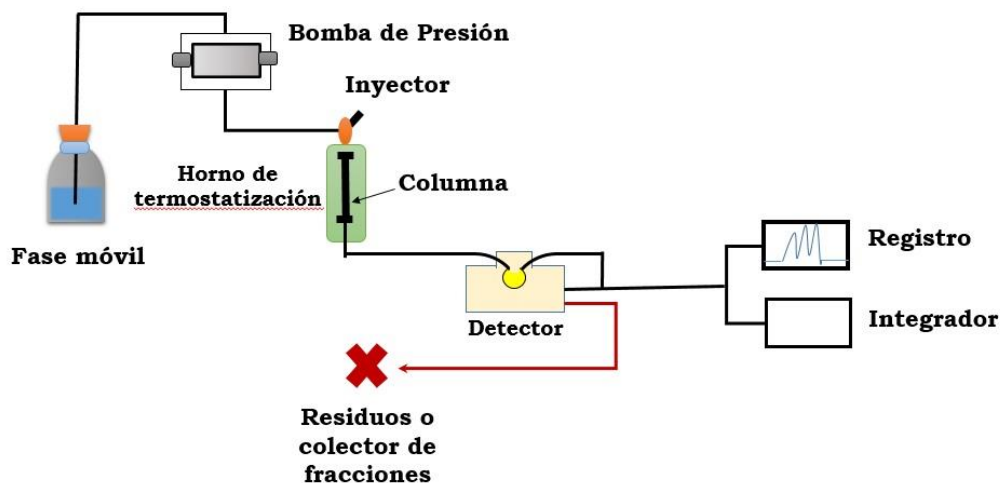 Bomba de Presión
Inyector
Horno de
termostatización
Columna
Fase móvil
Registro
Detector
Integrador
Residuos o
colector de
fracciones